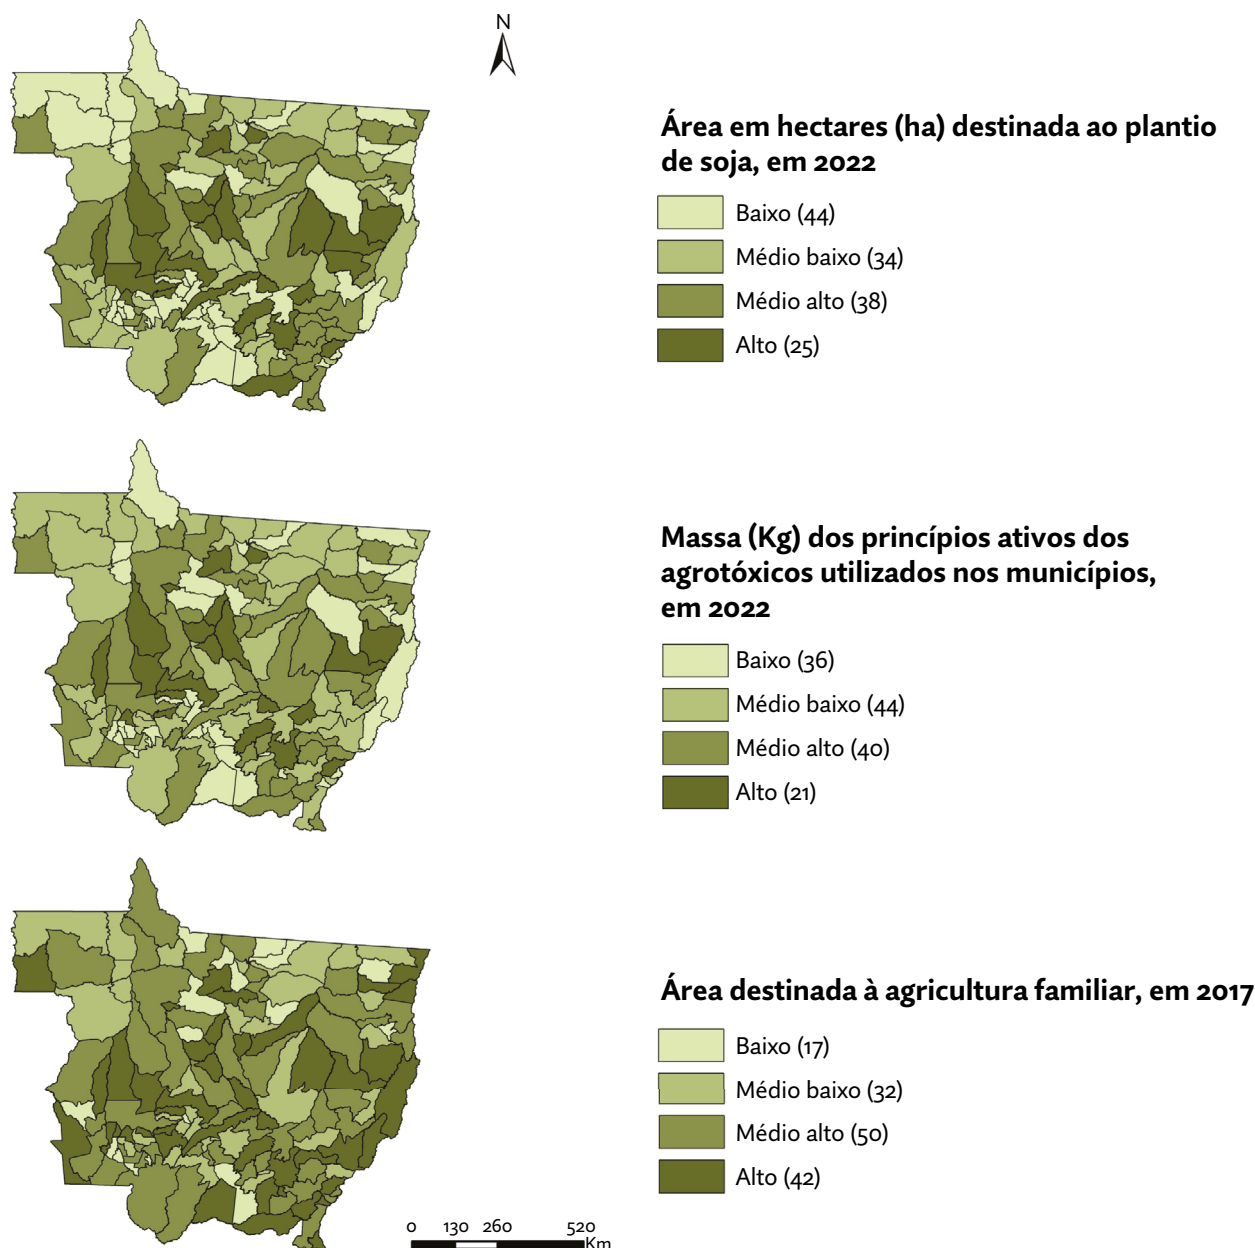 N
Área em hectares (ha) destinada ao plantio
de soja, em 2022
Baixo (44)
Médio baixo (34)
Médio alto (38)
Alto (25)
Massa (Kg) dos princípios ativos dos
agrotóxicos utilizados nos municípios,
em 2022
Baixo (36)
Médio baixo (44)
Médio alto (40)
Alto (21)
Área destinada à agricultura familiar, em 2017
Baixo (17)
Médio baixo (32)
Médio alto (50)
Alto (42)
0 130 260 520
Km